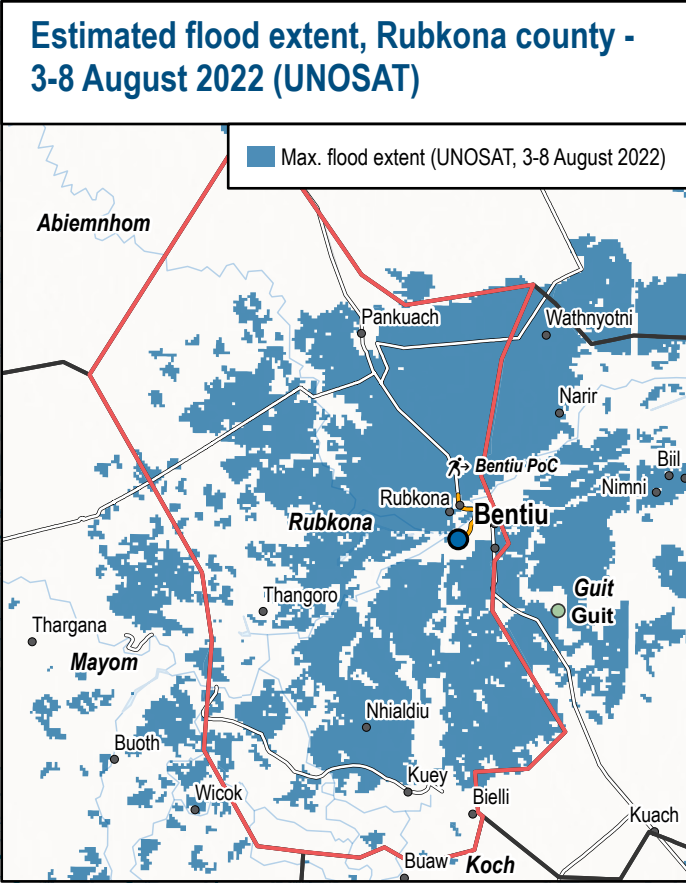 Estimated flood extent, Rubkona county -
3-8 August 2022 (UNOSAT)
Max. flood extent (UNOSAT, 3-8 August 2022)
Abiemnhom
Pankuach
Wathnyotni
Narir
Bentiu PoC
Biil
Nimni
Rubkona
Rubkona
Bentiu
Guit
Guit
Thangoro
Thargana
Mayom
Nhialdiu
Buoth
Kuey
Wicok
Bielli
Kuach
Buaw
Koch